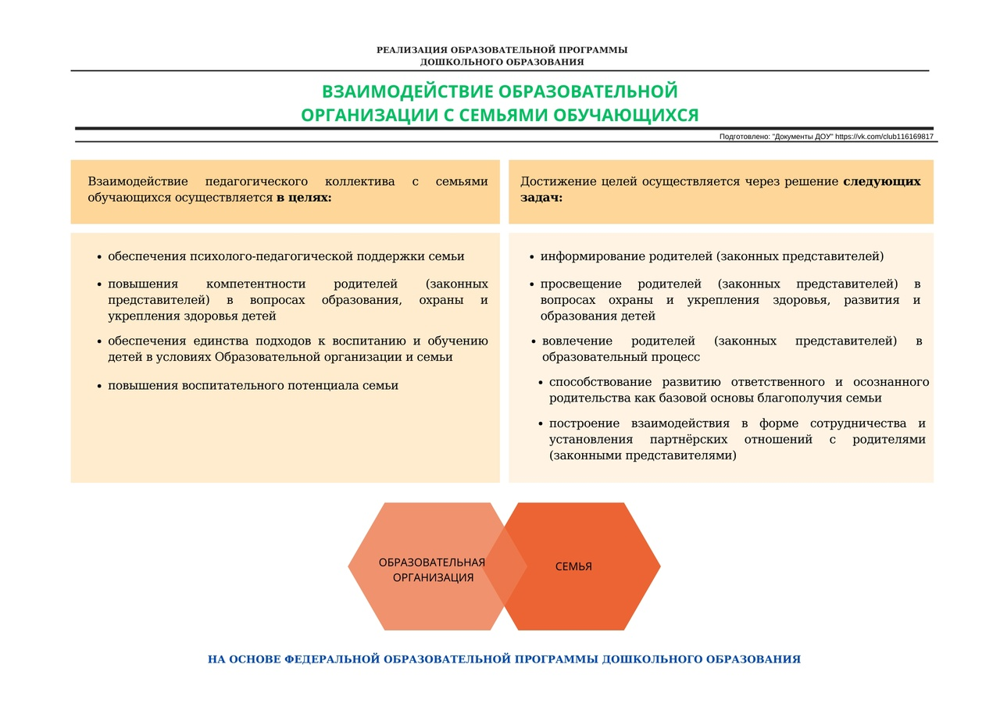 РЕАЛИЗАЦИЯ ОБРАЗОВАТЕЛЬНОЙ ПРОГРАММЫ
ДОШКОЛЬНОГО ОБРАЗОВАНИЯ
ВЗАИМОДЕЙСТВИЕ ОБРАЗОВАТЕЛЬНОЙ
ОРГАНИЗАЦИИ С СЕМЬЯМИ ОБУЧАЮЩИХСЯ
Подготовлено: "Документы ДОУ" https://vk.com/club116169817
Взаимодействие педагогического коллектива с семьями
обучающихся осуществляется в целях:
• обеспечения психолого-педагогической поддержки семьи
• повышения компетентности родителей (законных
представителей) в вопросах образования, охраны и
укрепления здоровья детей
• обеспечения единства подходов к воспитанию и обучению
детей в условиях Образовательной организации и семьи
• повышения воспитательного потенциала семьи
Достижение целей осуществляется через решение следующих
задач:
• информирование родителей (законных представителей)
• просвещение родителей (законных представителей) в
вопросах охраны и укрепления здоровья, развития и
образования детей
• вовлечение родителей (законных представителей) в
образовательный процесс
• способствование развитию ответственного и осознанного
родительства как базовой основы благополучия семьи
• построение взаимодействия в форме сотрудничества и
установления партнёрских отношений с родителями
(законными представителями)
ОБРАЗОВАТЕЛЬНАЯ
ОРГАНИЗАЦИЯ
СЕМЬЯ
НА ОСНОВЕ ФЕДЕРАЛЬНОЙ ОБРАЗОВАТЕЛЬНОЙ ПРОГРАММЫ ДОШКОЛЬНОГО ОБРАЗОВАНИЯ